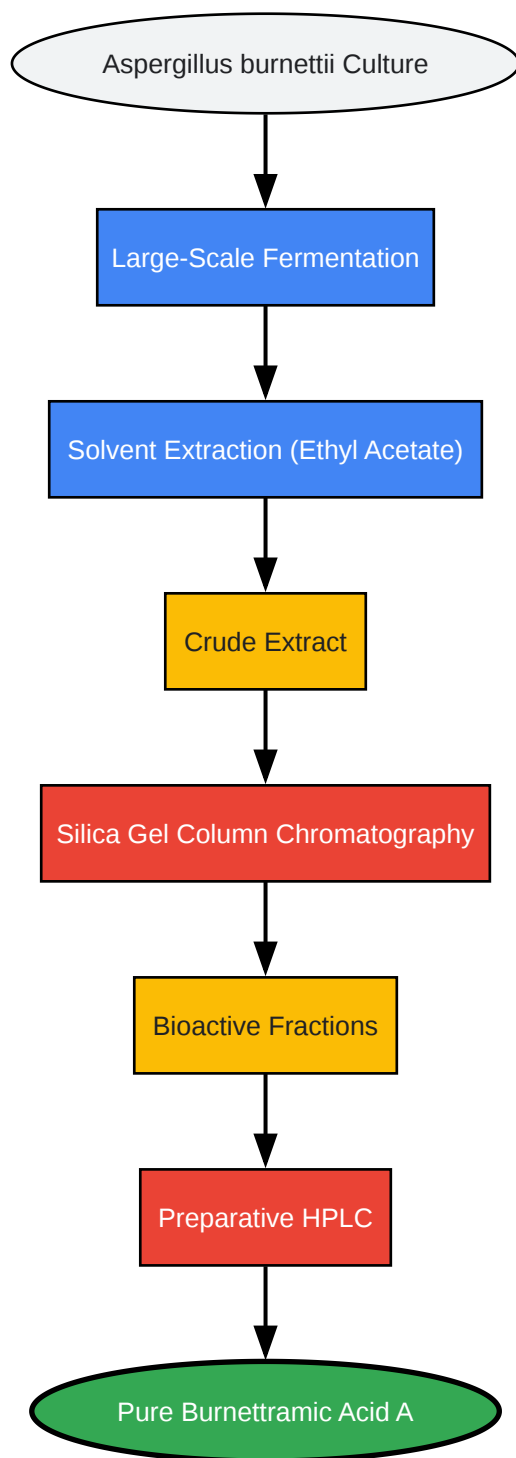 Aspergillus burnettii Culture
Large-Scale Fermentation
Solvent Extraction (Ethyl Acetate)
Crude Extract
Silica Gel Column Chromatography
Bioactive Fractions
Preparative HPLC
Pure Burnettramic Acid A